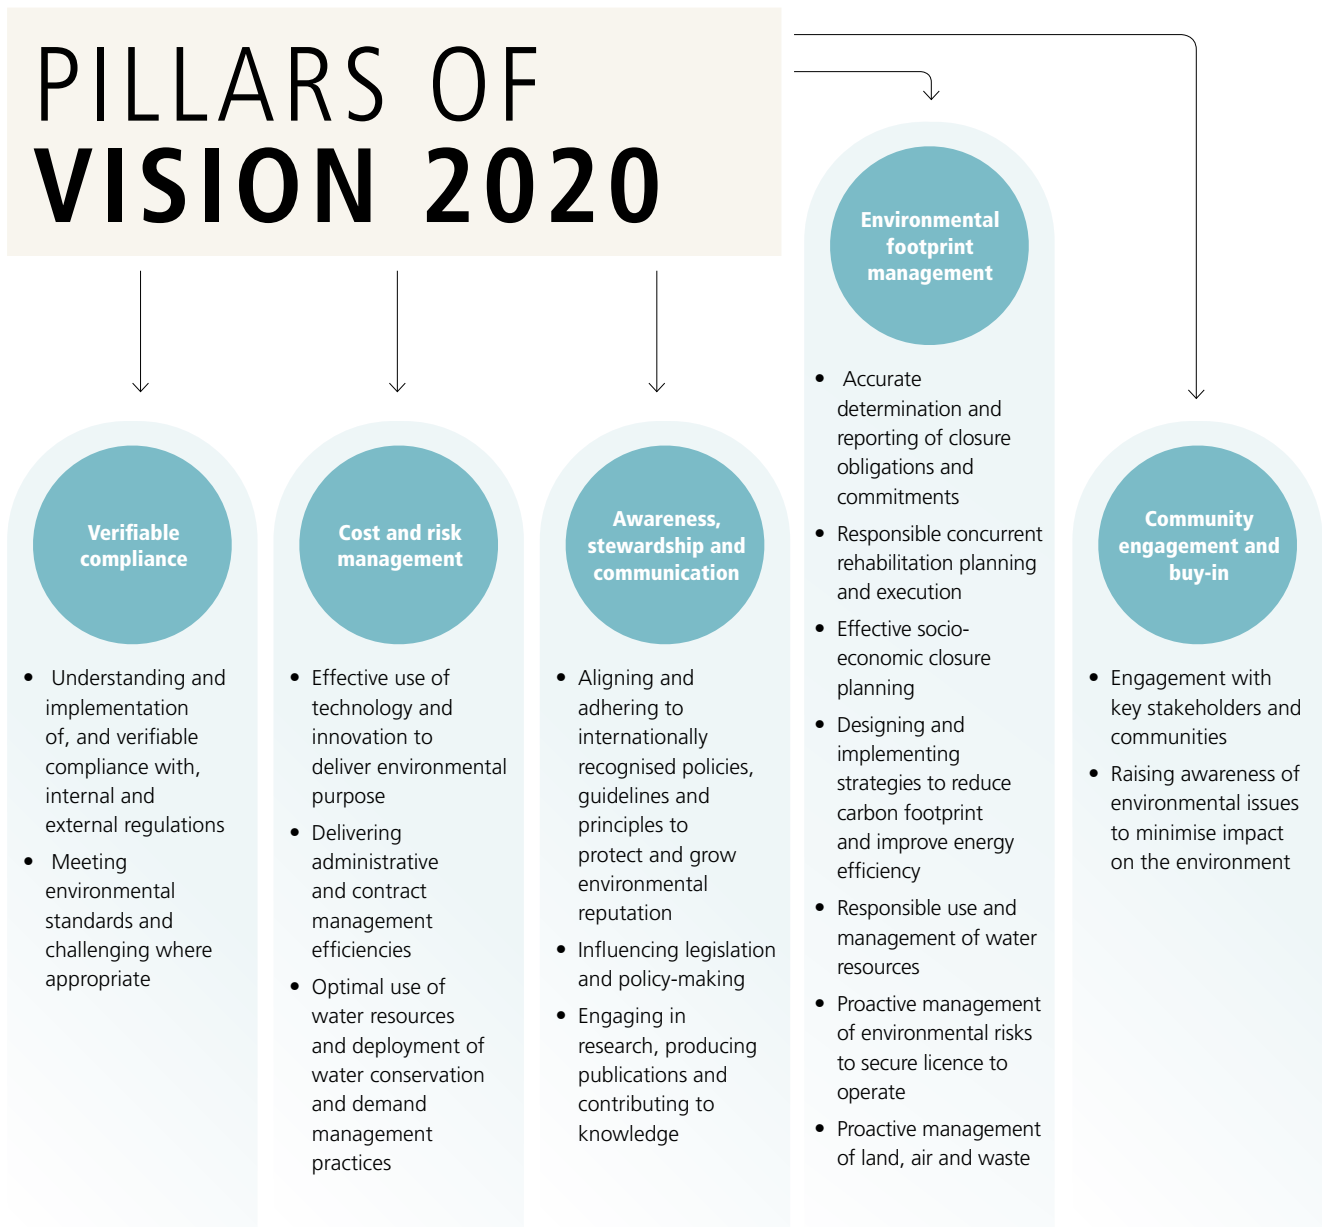 PILLARS OF
VISION 2020
Verifiable
compliance
• Understanding and
implementation
of, and verifiable
compliance with,
internal and
external regulations
• Meeting
environmental
standards and
challenging where
appropriate
Cost and risk
management
• Effective use of
technology and
innovation to
deliver environmental
purpose
• Delivering
administrative
and contract
management
efficiencies
• Optimal use of
water resources
and deployment of
water conservation
and demand
management
practices
Awareness,
stewardship and
communication
• Aligning and
adhering to
internationally
recognised policies,
guidelines and
principles to
protect and grow
environmental
reputation
• Influencing legislation
and policy-making
• Engaging in
research, producing
publications and
contributing to
knowledge
Environmental
footprint
management
• Accurate
determination and
reporting of closure
obligations and
commitments
• Responsible concurrent
rehabilitation planning
and execution
• Effective socio-
economic closure
planning
• Designing and
implementing
strategies to reduce
carbon footprint
and improve energy
efficiency
• Responsible use and
management of water
resources
• Proactive management
of environmental risks
to secure licence to
operate
• Proactive management
of land, air and waste
Community
engagement and
buy-in
• Engagement with
key stakeholders and
communities
• Raising awareness of
environmental issues
to minimise impact
on the environment